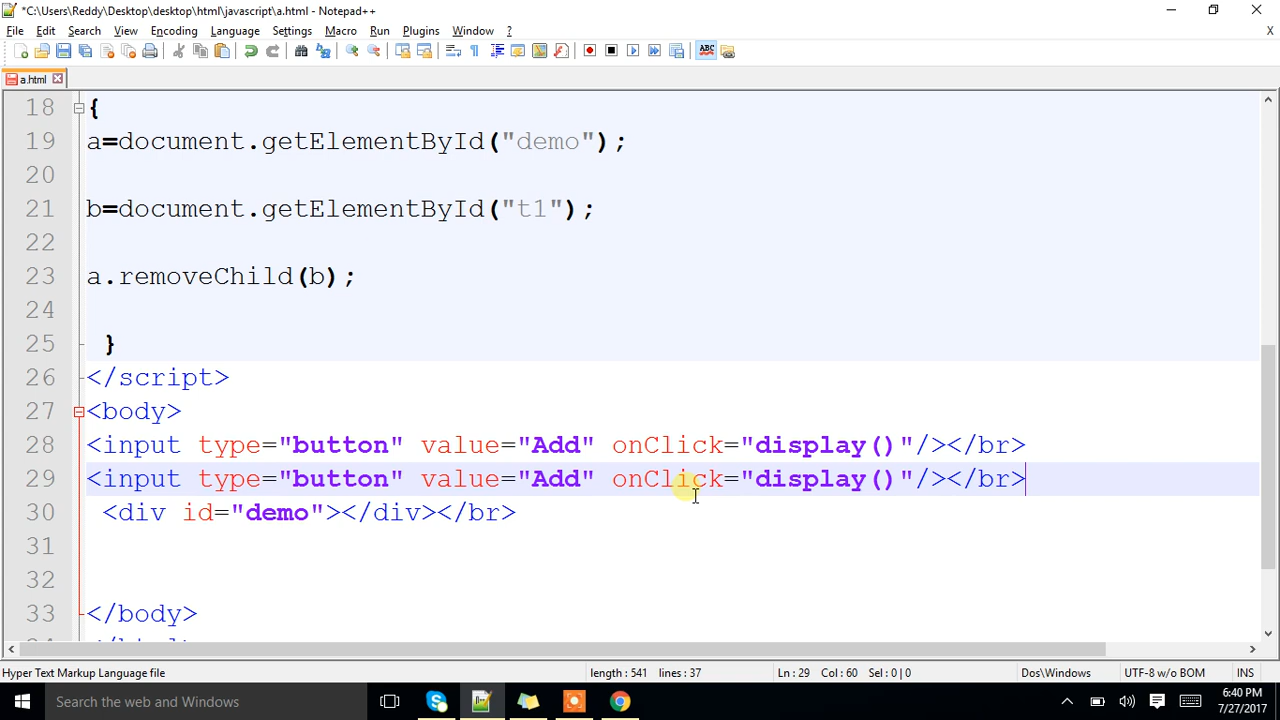 *C:\Users\Reddy\Desktop\desktop\html\javascript\a.html - Notepad++
File Edit Search View Encoding Language Settings Macro Run Plugins Window ? X
ABC
a.html
18 {
19 a=document.getElementById("demo");
20
21 b=document.getElementById("t1");
22
23 a.removeChild(b);
24
25 }
26 </script>
27 <body>
28 <input type="button" value="Add" onClick="display()"/></br>
29 <input type="button" value="Add" onClick="display()"/></br>
30 <div id="demo"></div></br>
31
32
33 </body>
Hyper Text Markup Language file length : 541 lines : 37 Ln : 29 Col : 60 Sel : 0 | 0 Dos\Windows UTF-8 w/o BOM INS
Search the web and Windows
6:40 PM
7/27/2017